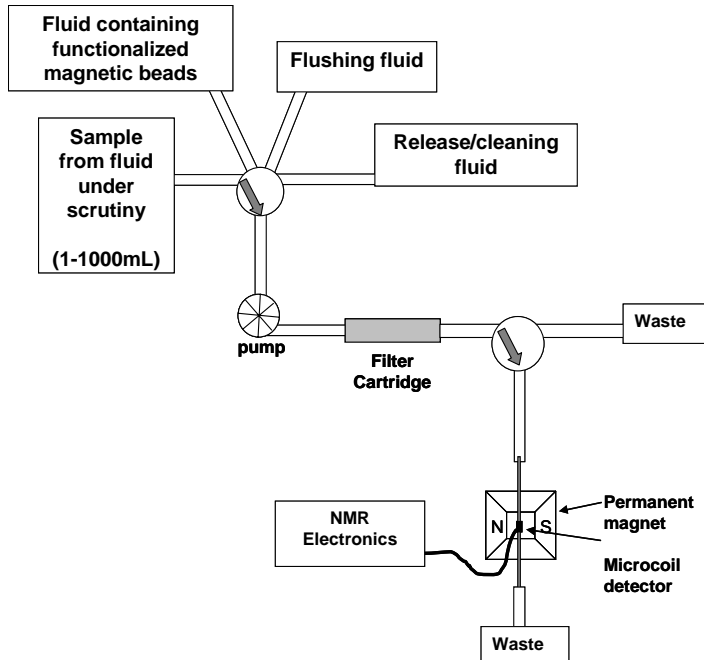 Fluid containing
functionalized
magnetic beads
Flushing fluid
Sample
from fluid
under
scrutiny
(1-1000mL)
Release/cleaning
fluid
pump
Filter
Cartridge
Waste
NMR
Electronics
N
S
Permanent
magnet
Microcoil
detector
Waste